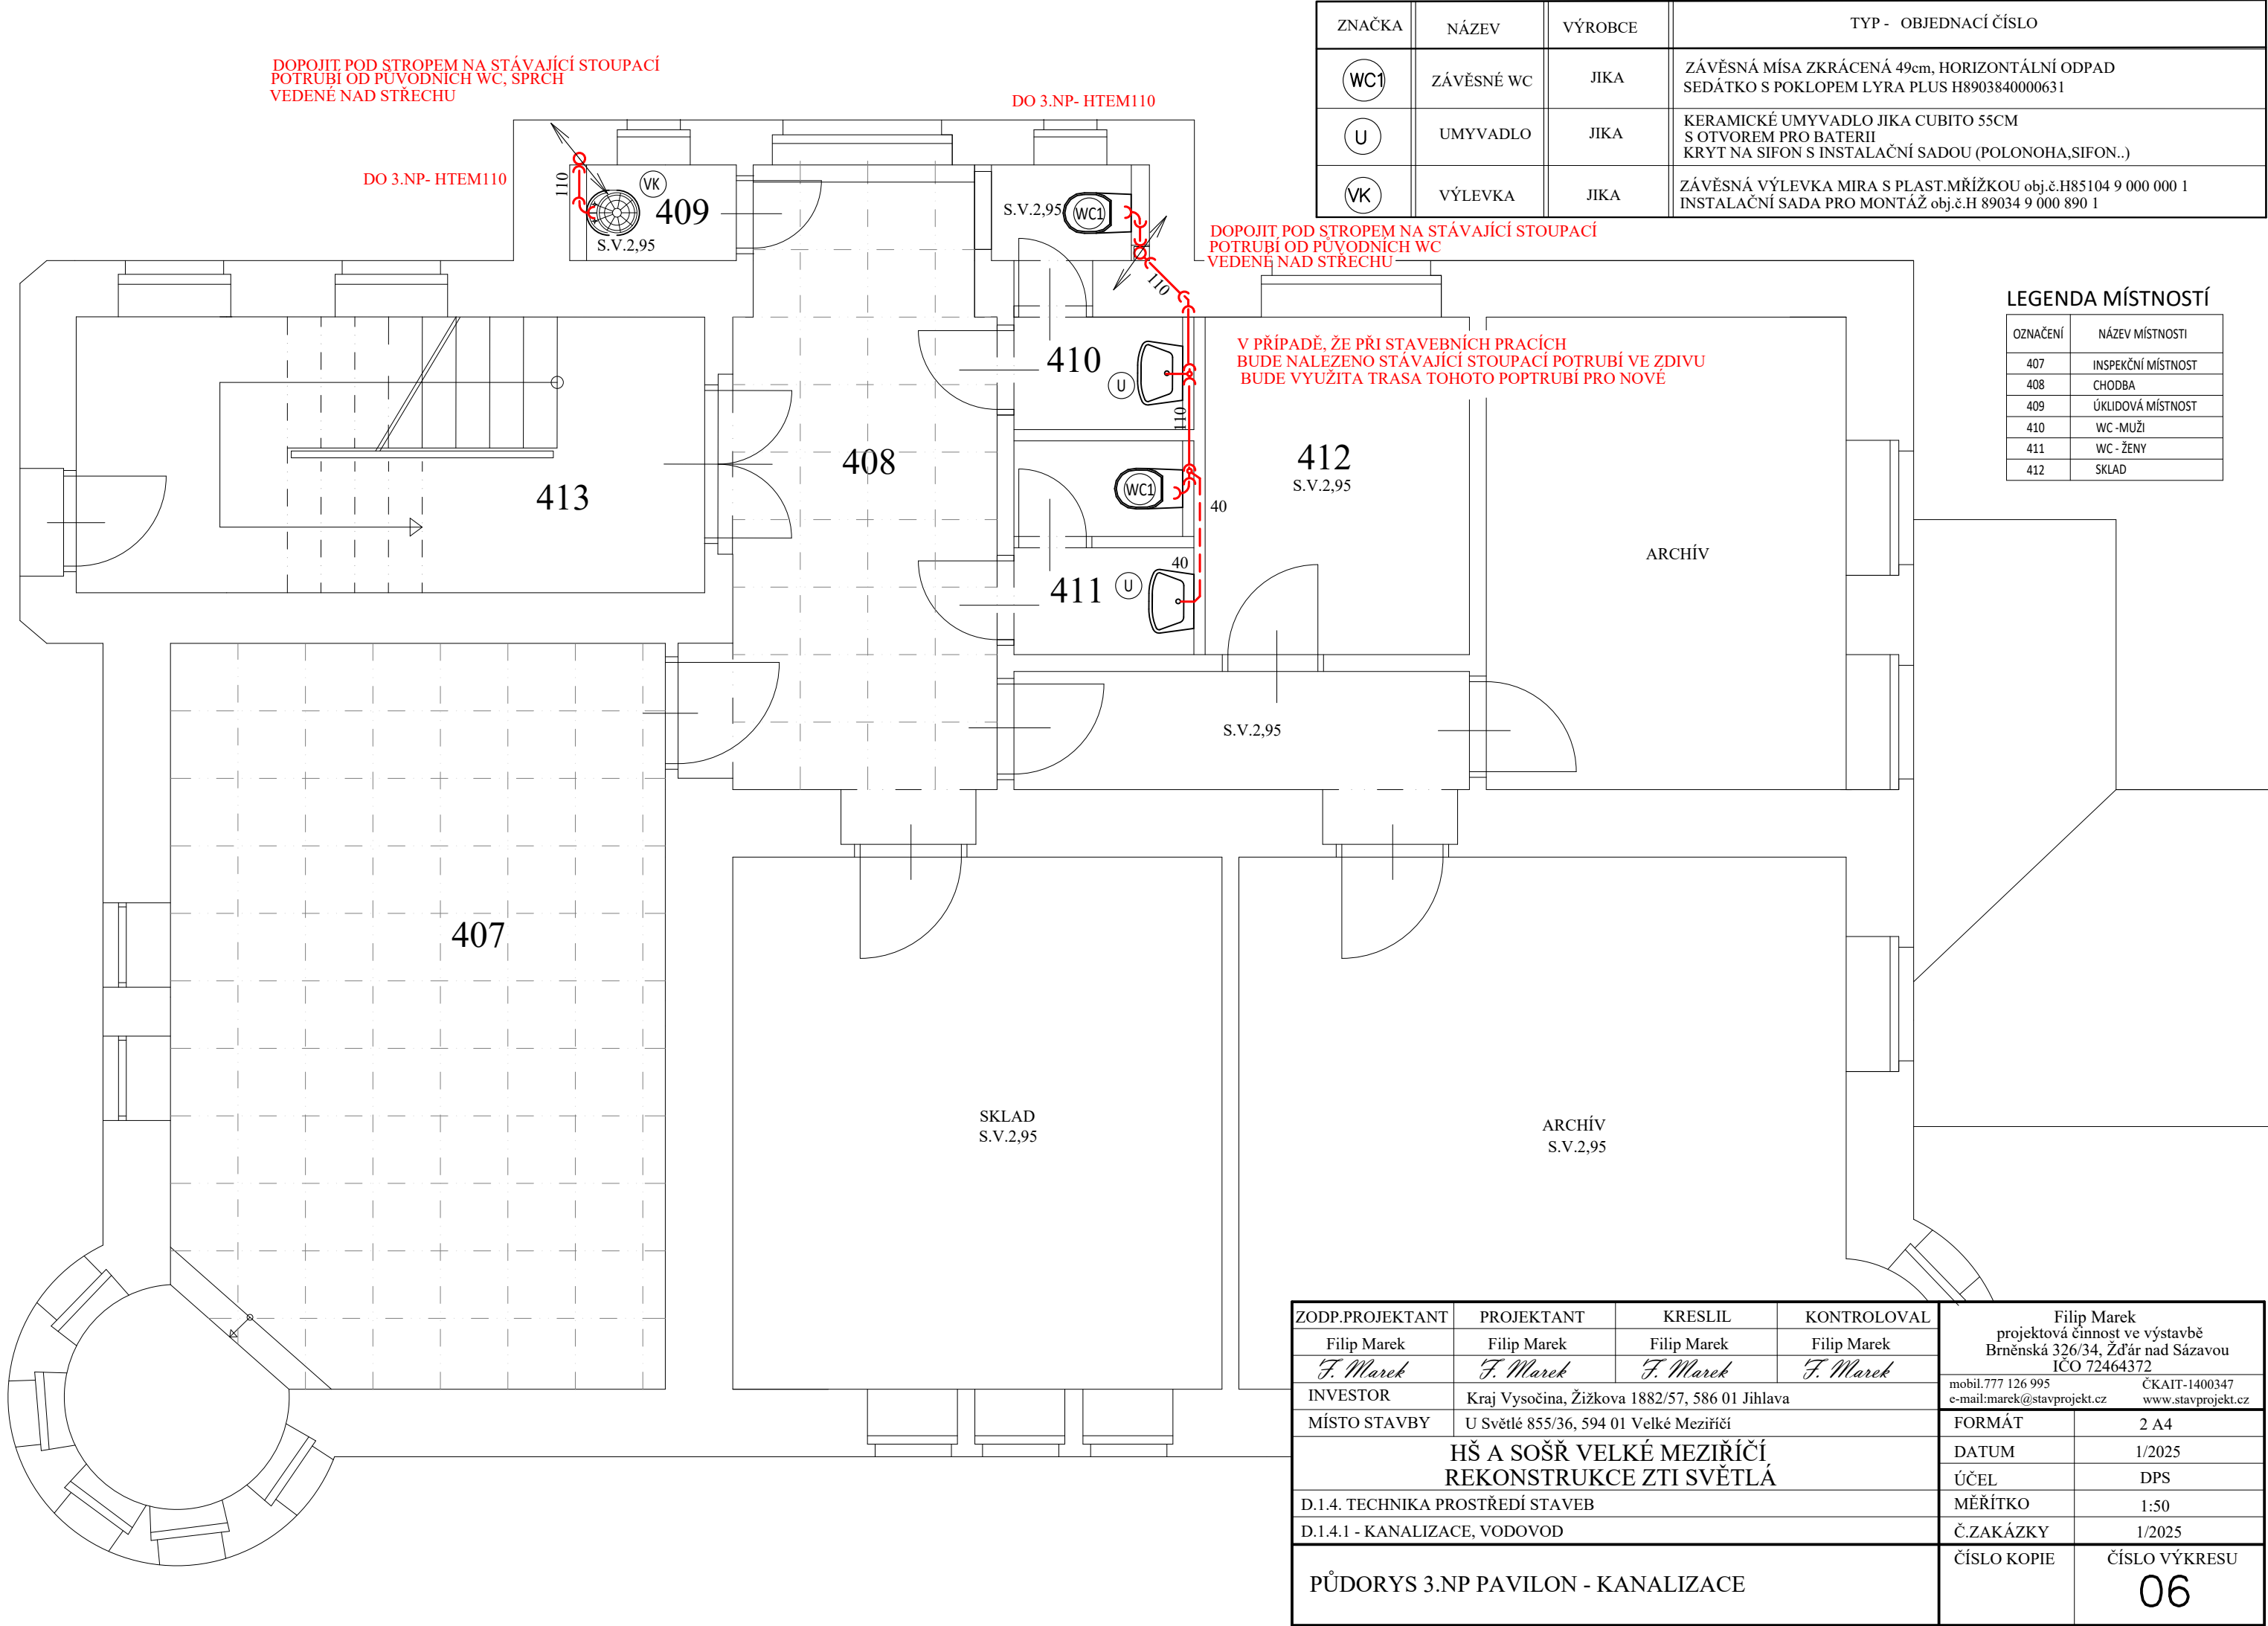 ZNAČKA NÁZEV VÝROBCE TYP - OBJEDNACÍ ČÍSLO
WC1 ZÁVĚSNÉ WC JIKA ZÁVĚSNÁ MÍSA ZKRÁCENÁ 49cm, HORIZONTÁLNÍ ODPAD
SEDÁTKO S POKLOPEM LYRA PLUS H8903840000631
U UMYVADLO JIKA KERAMICKÉ UMYVADLO JIKA CUBITO 55CM
S OTVOREM PRO BATERII
KRYT NA SIFON S INSTALAČNÍ SADOU (POLONOHA,SIFON..)
VK VÝLEVKA JIKA ZÁVĚSNÁ VÝLEVKA MIRA S PLAST.MŘÍŽKOU obj.č.H85104 9 000 000 1
INSTALAČNÍ SADA PRO MONTÁŽ obj.č.H 89034 9 000 890 1
DOPOJIT POD STROPEM NA STÁVAJÍCÍ STOUPACÍ
POTRUBÍ OD PŮVODNÍCH WC, SPRCH
VEDENÉ NAD STŘECHU
DO 3.NP- HTEM110
DO 3.NP- HTEM110
110
VK
409
S.V.2,95
S.V.2,95
WC1
DOPOJIT POD STROPEM NA STÁVAJÍCÍ STOUPACÍ
POTRUBÍ OD PŮVODNÍCH WC
VEDENÉ NAD STŘECHU
110
V PŘÍPADĚ, ŽE PŘI STAVEBNÍCH PRACÍCH
BUDE NALEZENO STÁVAJÍCÍ STOUPACÍ POTRUBÍ VE ZDIVU
BUDE VYUŽITA TRASA TOHOTO POPTRUBÍ PRO NOVÉ
LEGENDA MÍSTNOSTÍ
OZNAČENÍ NÁZEV MÍSTNOSTI
407 INSPEKČNÍ MÍSTNOST
408 CHODBA
409 ÚKLIDOVÁ MÍSTNOST
410 WC -MUŽI
411 WC - ŽENY
412 SKLAD
410
U
110
408
413
WC1
412
S.V.2,95
40
40
411
U
ARCHÍV
S.V.2,95
407
SKLAD
S.V.2,95
ARCHÍV
S.V.2,95
ZODP.PROJEKTANT PROJEKTANT KRESLIL KONTROLOVAL
Filip Marek Filip Marek Filip Marek Filip Marek
F. Marek F. Marek F. Marek F. Marek
INVESTOR Kraj Vysočina, Žižkova 1882/57, 586 01 Jihlava
MÍSTO STAVBY U Světlé 855/36, 594 01 Velké Meziříčí
HŠ A SOŠŘ VELKÉ MEZIŘÍČÍ
REKONSTRUKCE ZTI SVĚTLÁ
D.1.4. TECHNIKA PROSTŘEDÍ STAVEB
D.1.4.1 - KANALIZACE, VODOVOD
PŮDORYS 3.NP PAVILON - KANALIZACE
Filip Marek
projektová činnost ve výstavbě
Brněnská 326/34, Žďár nad Sázavou
IČO 72464372
mobil.777 126 995 ČKAIT-1400347
e-mail:marek@stavprojekt.cz www.stavprojekt.cz
FORMÁT 2 A4
DATUM 1/2025
ÚČEL DPS
MĚŘÍTKO 1:50
Č.ZAKÁZKY 1/2025
ČÍSLO KOPIE ČÍSLO VÝKRESU
06